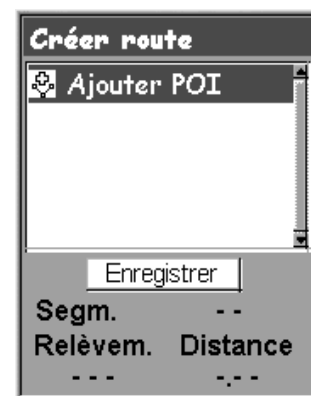 Créer route
Ajouter POI
Enregistrer
Segm. - -
Relèvem. Distance
- - - -.- -